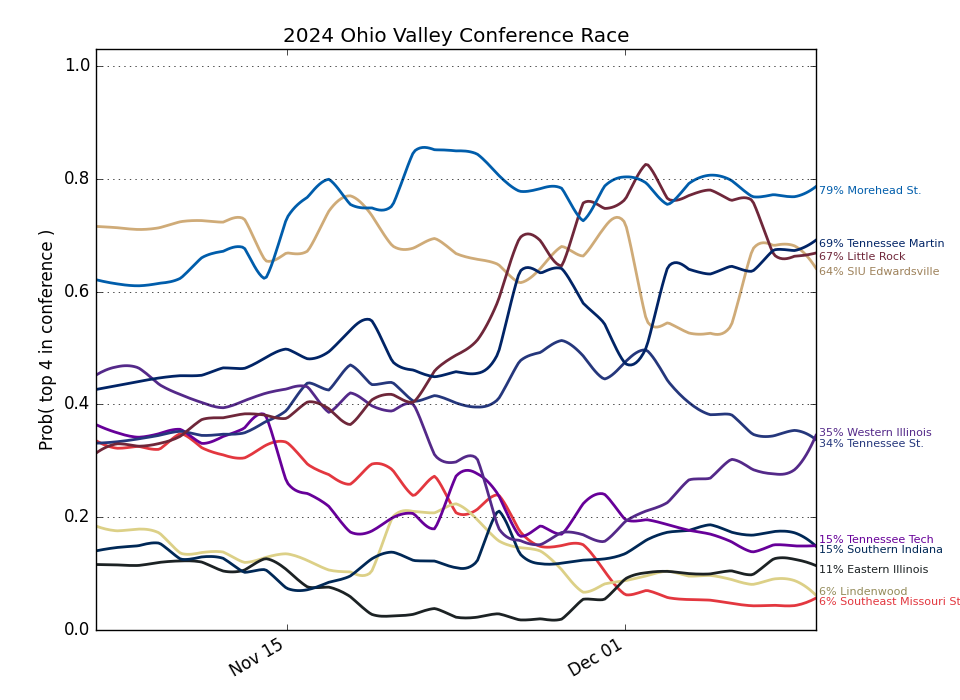 2024 Ohio Valley Conference Race
Prob( top 4 in conference )
1.0
0.8
0.6
0.4
0.2
0.0
Nov 15
Dec 01
79% Morehead St.
69% Tennessee Martin
67% Little Rock
64% SIU Edwardsville
35% Western Illinois
34% Tennessee St.
15% Tennessee Tech
15% Southern Indiana
11% Eastern Illinois
6% Lindenwood
6% Southeast Missouri St